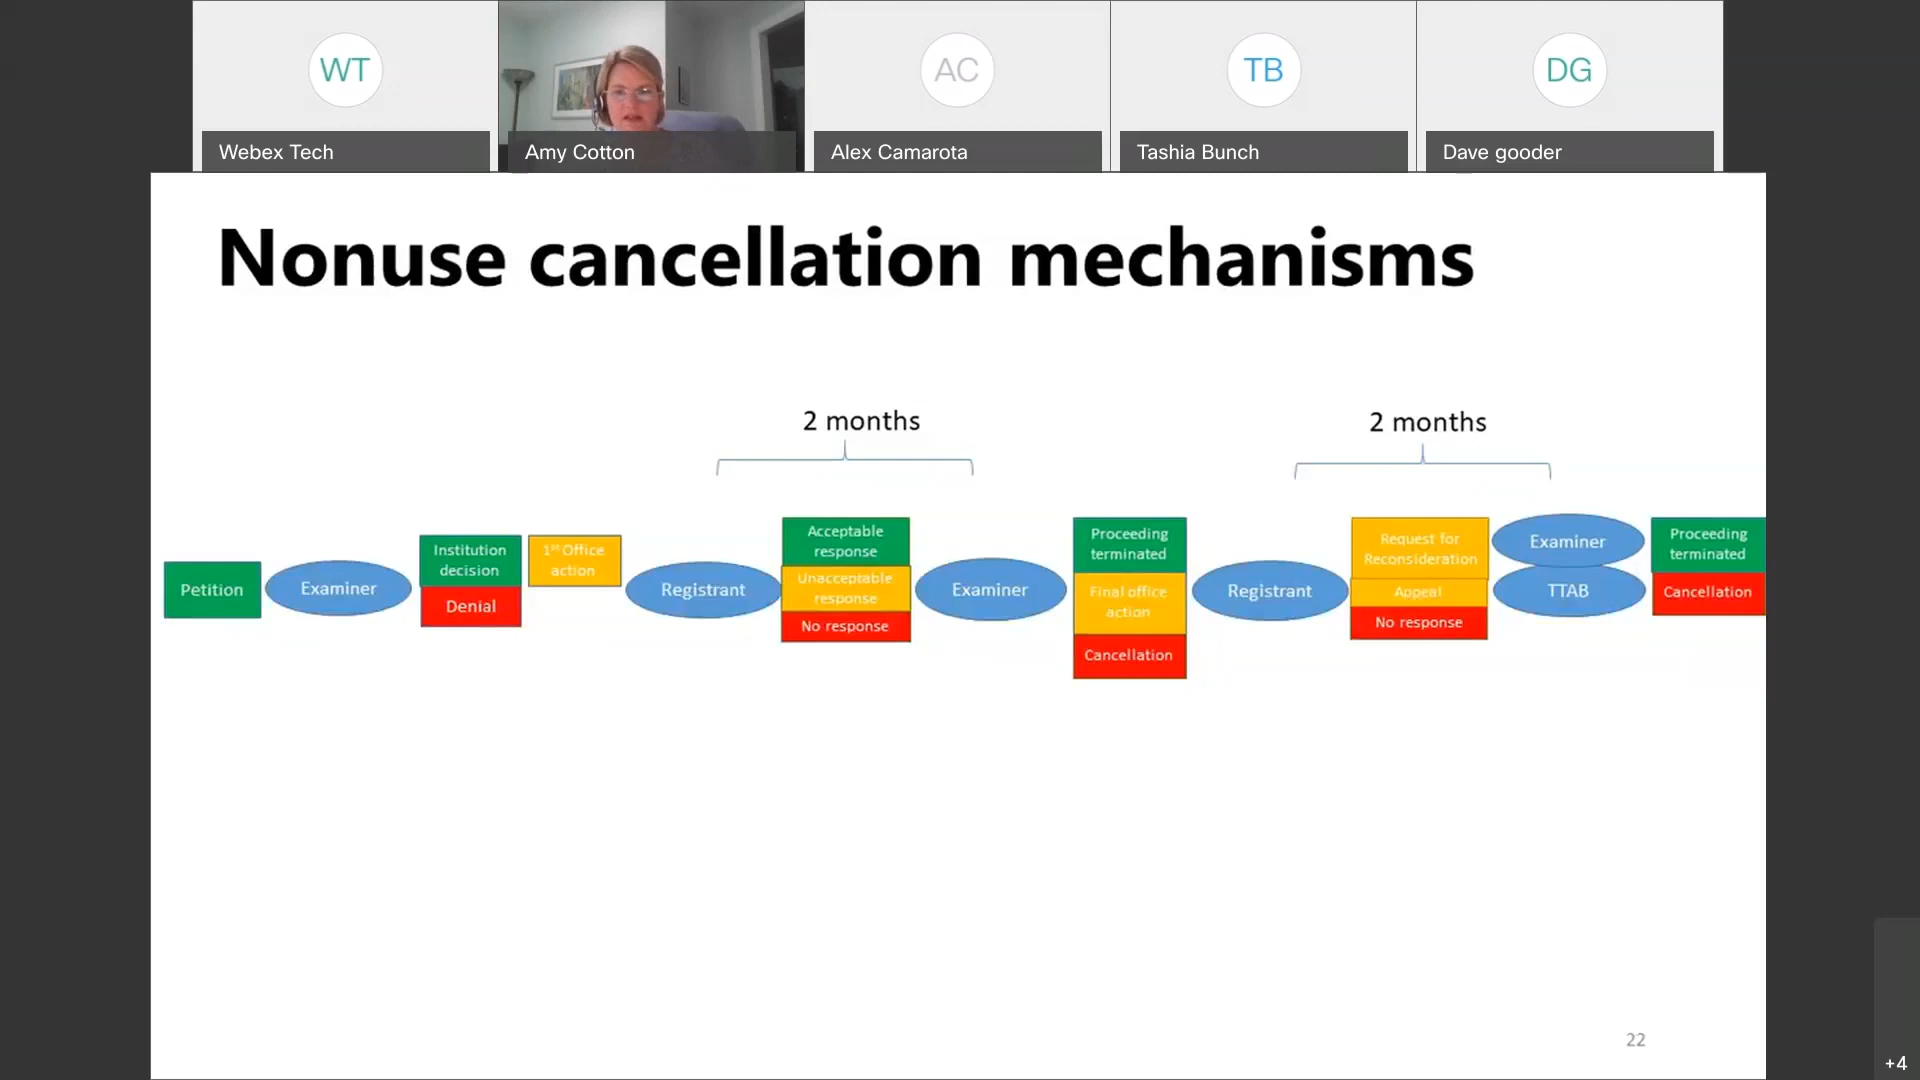 WT
AC
TB
DG
Webex Tech
Amy Cotton
Alex Camarota
Tashia Bunch
Dave gooder
Nonuse cancellation mechanisms
2 months
2 months
Petition
Examiner
Institution
decision
Denial
1st Office
action
Registrant
Acceptable
response
Unacceptable
response
No response
Examiner
Proceeding
terminated
Final office
action
Cancellation
Registrant
Request for
Reconsideration
Appeal
No response
Examiner
TTAB
Proceeding
terminated
Cancellation
22
+4